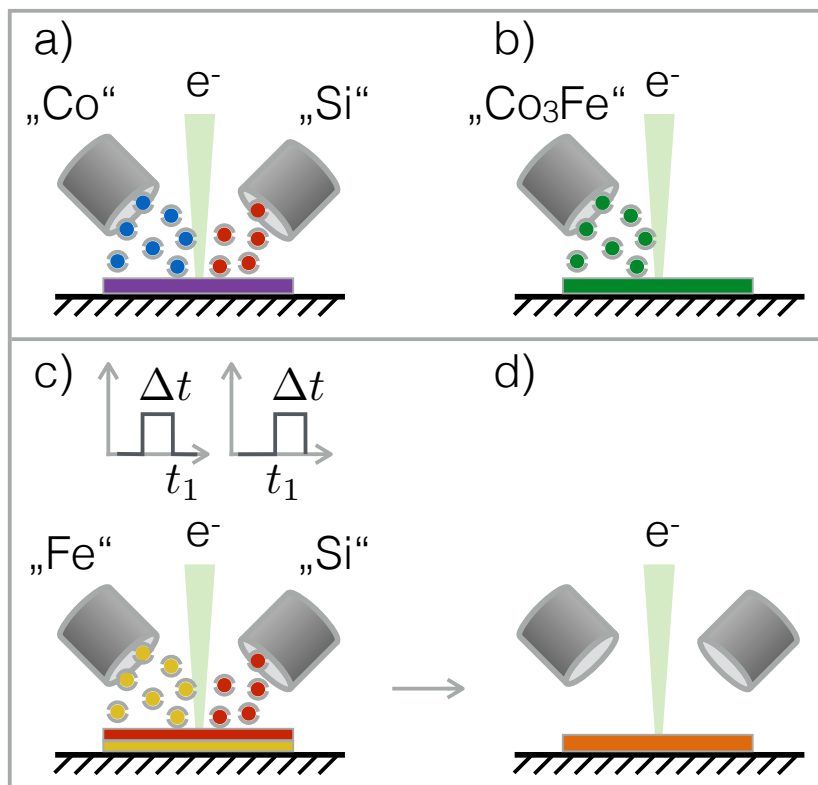 a)
e-
„Co“
„Si“
b)
e-
„Co₃Fe“
c)
Δt
Δt
t₁
t₁
e-
„Fe“
„Si“
d)
e-